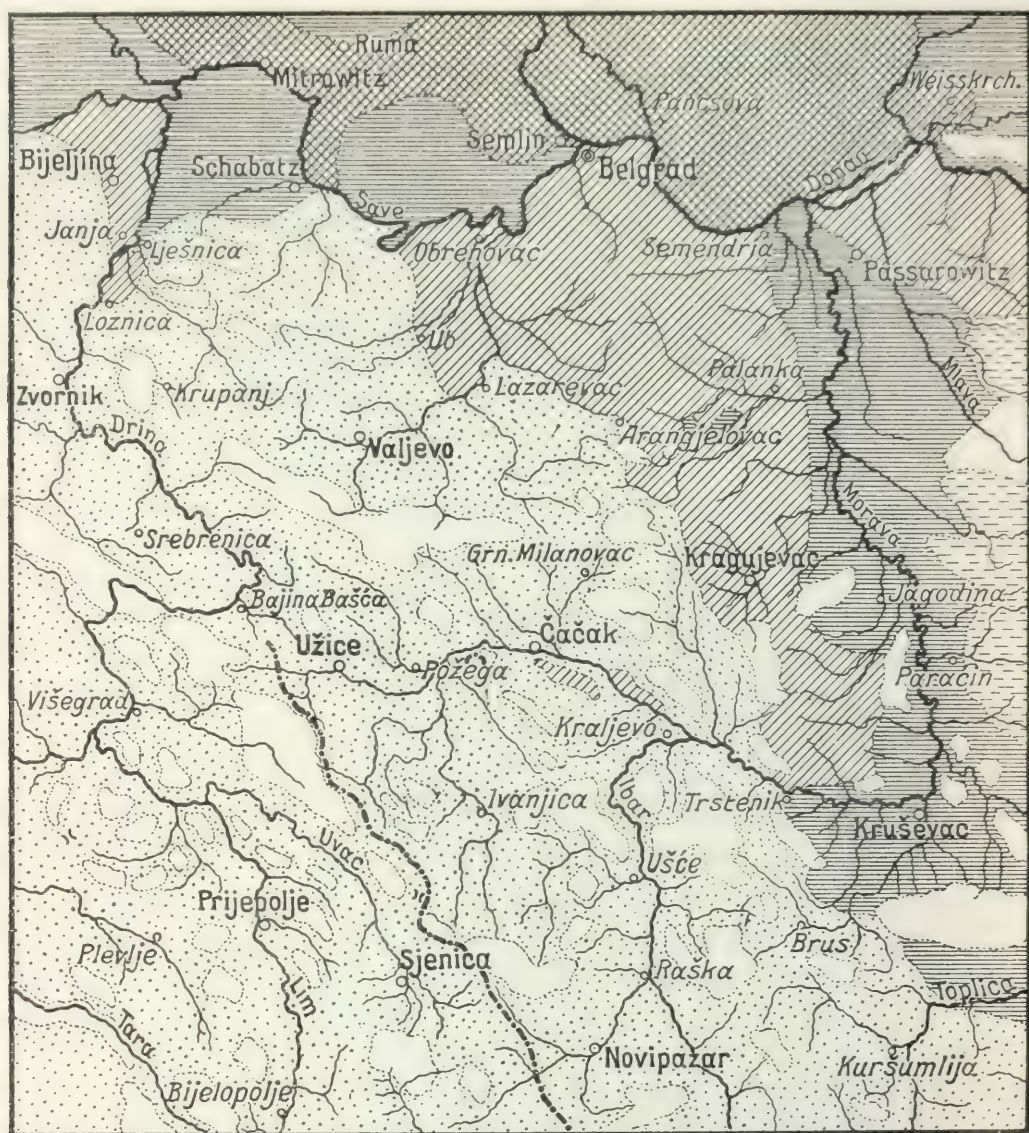 Ruma
Mitrowitz
Weisskrch.
Pancsova
Semlin
Belgrad
Bijeljina
Schabatz
Donau
Save
Janja
Lješnica
Obrenovac
Semendria
Passarowitz
Loznica
Ub
Mlava
Zvornik
Krupanj
Lazarevac
Palanka
Drina
Valjevo
Arangjelovac
Morava
Srebrenica
Grn. Milanovac
Kragujevac
Jagodina
Bajina Bašća
Užice
Čačak
Požega
Paraćin
Višegrad
Kraljevo
Ibar
Trstenik
Ivanjica
Kruševac
Uvac
Ušće
Prijepolje
Plevlje
Brus
Sjenica
Raška
Lim
Toplica
Tara
Novipazar
Kuršumlija
Bijelopolje